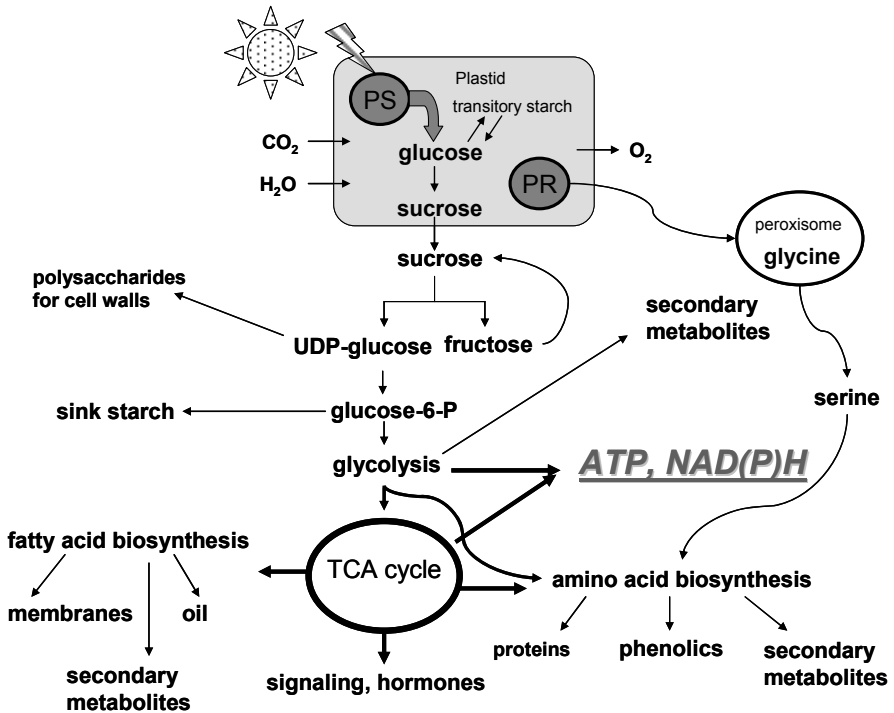 PS
Plastid
transitory starch
CO₂
glucose
O₂
H₂O
PR
sucrose
peroxisome
glycine
sucrose
polysaccharides
for cell walls
secondary
metabolites
UDP-glucose
fructose
serine
sink starch
glucose-6-P
glycolysis
ATP, NAD(P)H
fatty acid biosynthesis
TCA cycle
amino acid biosynthesis
membranes
oil
proteins
phenolics
secondary
metabolites
secondary
metabolites
signaling, hormones